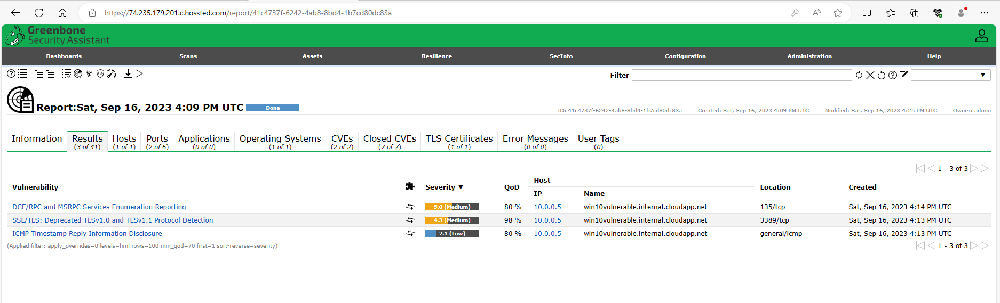 https://74.235.179.201.c.hossted.com/report/41c4737f-6242-4ab8-8bd4-1b7cd80dc83a
Greenbone
Security Assistant
Dashboards Scans Assets Resilience SecInfo Configuration Administration Help
Filter --
Report:Sat, Sep 16, 2023 4:09 PM UTC Done
ID: 41c4737f-6242-4ab8-8bd4-1b7cd80dc83a Created: Sat, Sep 16, 2023 4:09 PM UTC Modified: Sat, Sep 16, 2023 4:25 PM UTC Owner: admin
Information Results Hosts Ports Applications Operating Systems CVEs Closed CVEs TLS Certificates Error Messages User Tags
(3 of 41) (1 of 1) (2 of 6) (0 of 0) (1 of 1) (2 of 2) (7 of 7) (1 of 1) (0 of 0) (0)
1 - 3 of 3
Host
Vulnerability Severity ▼ QoD Location Created
IP Name
DCE/RPC and MSRPC Services Enumeration Reporting 5.0 (Medium) 80 % 10.0.0.5 win10vulnerable.internal.cloudapp.net 135/tcp Sat, Sep 16, 2023 4:14 PM UTC
SSL/TLS: Deprecated TLSv1.0 and TLSv1.1 Protocol Detection 4.3 (Medium) 98 % 10.0.0.5 win10vulnerable.internal.cloudapp.net 3389/tcp Sat, Sep 16, 2023 4:13 PM UTC
ICMP Timestamp Reply Information Disclosure 2.1 (Low) 80 % 10.0.0.5 win10vulnerable.internal.cloudapp.net general/icmp Sat, Sep 16, 2023 4:13 PM UTC
(Applied filter: apply_overrides=0 levels=hml rows=100 min_qod=70 first=1 sort-reverse=severity) 1 - 3 of 3